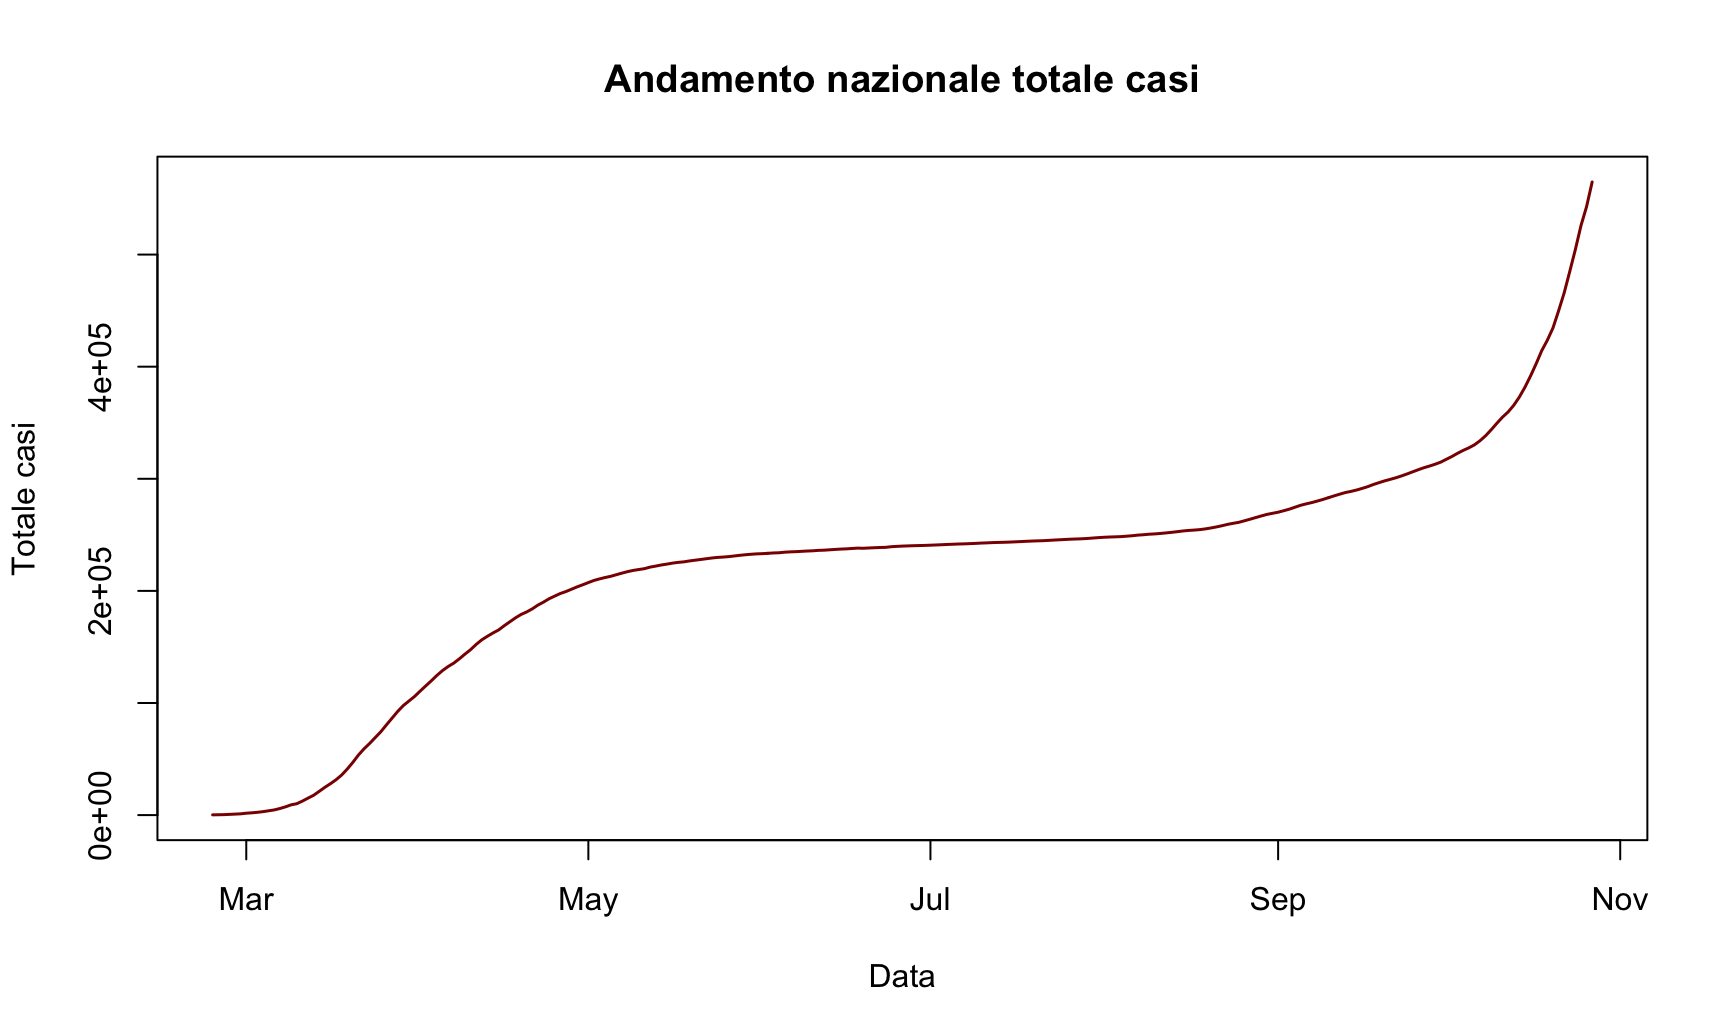 Andamento nazionale totale casi
Totale casi
4e+05
2e+05
0e+00
Mar May Jul Sep Nov
Data